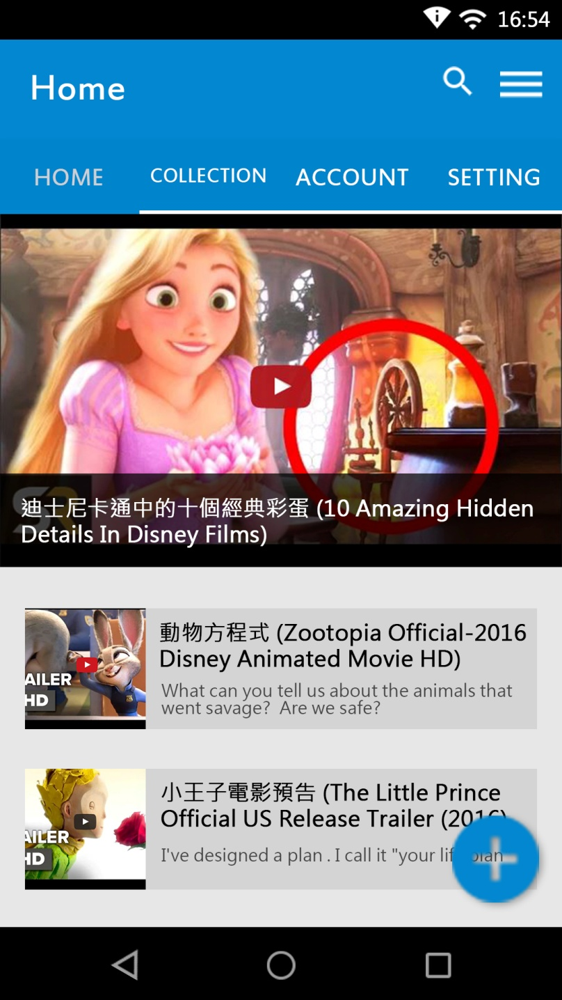 16:54
Home
HOME COLLECTION ACCOUNT SETTING
迪士尼卡通中的十個經典彩蛋 (10 Amazing Hidden
Details In Disney Films)
動物方程式 (Zootopia Official-2016
Disney Animated Movie HD)
What can you tell us about the animals that
went savage? Are we safe?
AILER
HD
小王子電影預告 (The Little Prince
Official US Release Trailer (2016)
I've designed a plan . I call it "your life plan
AILER
HD